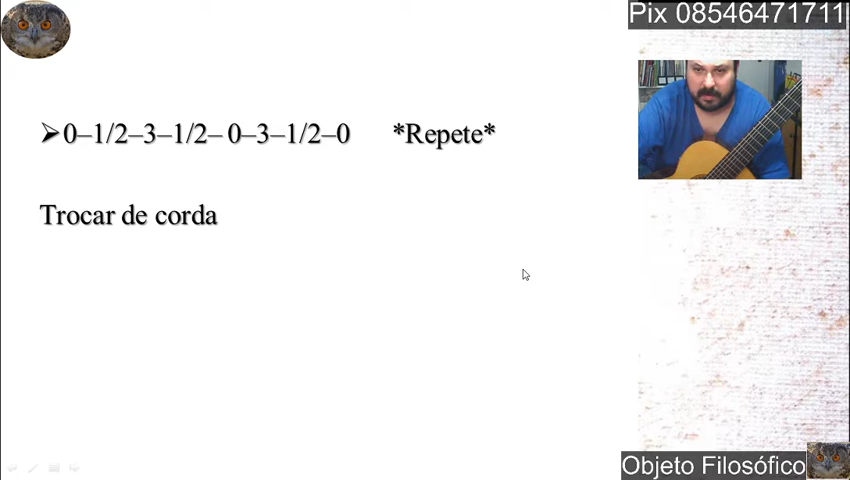 Pix 08546471711
➢0–1/2–3–1/2– 0–3–1/2–0 *Repete*
Trocar de corda
Objeto Filosófico